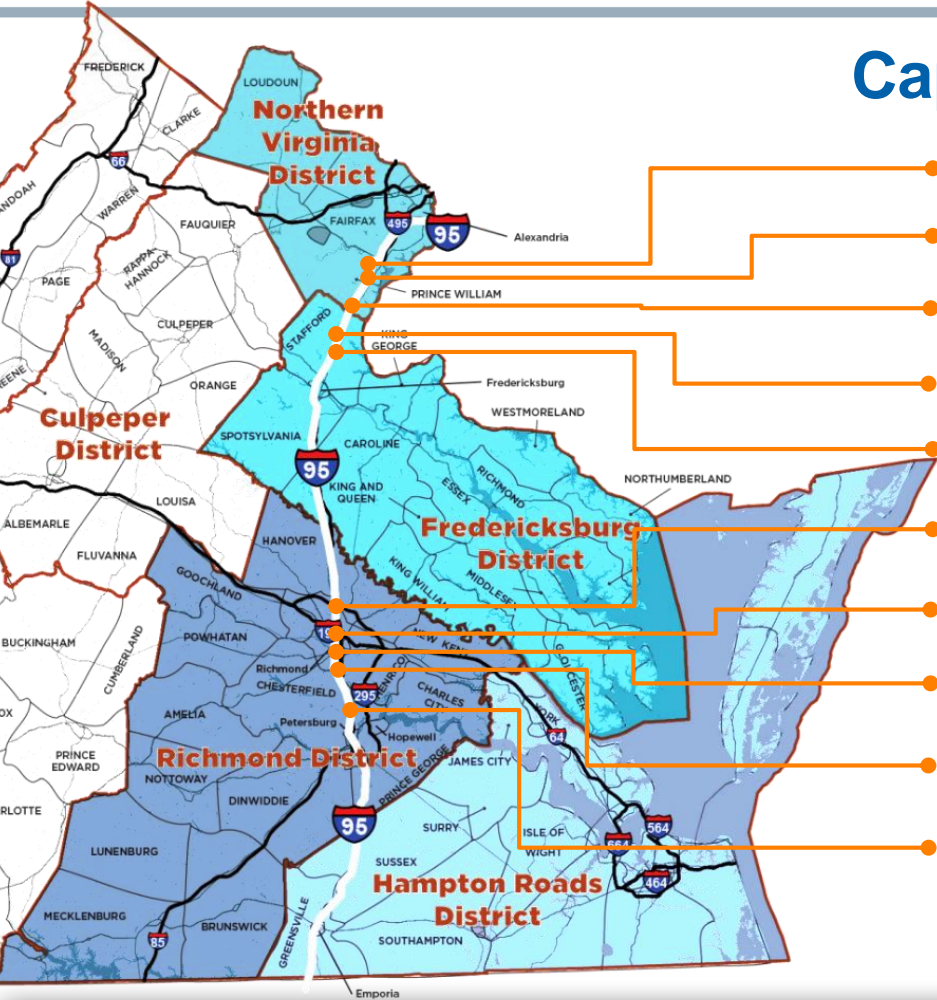 Ca
FREDERICK
LOUDOUN
CLARKE
Northern
Virginia
District
66
WARREN
FAUQUIER
FAIRFAX
495
95
Alexandria
81
RAPPA-
HANNOCK
PAGE
PRINCE WILLIAM
STAFFORD
CULPEPER
MADISON
KING
GEORGE
ORANGE
Fredericksburg
Culpeper
District
WESTMORELAND
SPOTSYLVANIA
CAROLINE
95
RICHMOND
ESSEX
NORTHUMBERLAND
KING AND
QUEEN
LOUISA
ALBEMARLE
Fredericksburg
District
HANOVER
FLUVANNA
GOOCHLAND
KING WILLIAM
MIDDLESEX
BUCKINGHAM
CUMBERLAND
POWHATAN
NEW KENT
GLOUCESTER
Richmond
CHESTERFIELD
295
HENRICO
CHARLES
CITY
AMELIA
Petersburg
YORK
Hopewell
64
PRINCE
EDWARD
Richmond District
PRINCE GEORGE
JAMES CITY
NOTTOWAY
DINWIDDIE
RLOTTE
95
SURRY
ISLE OF
WIGHT
564
664
LUNENBURG
SUSSEX
464
Hampton Roads
District
MECKLENBURG
BRUNSWICK
GREENSVILLE
85
SOUTHAMPTON
Emporia